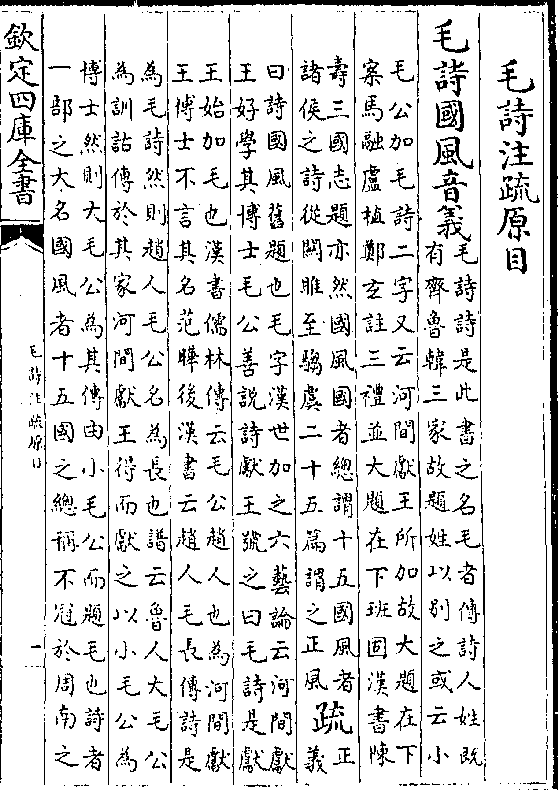 毛詩注疏原目
毛詩國風音義
毛詩詩是此書之名毛者傳詩人姓既
有齊魯韓三家故題姓以別之或云小
毛公加毛詩二字又云河間獻王所加故大題在下
案馬融盧植鄭玄註三禮並大題在下班固漢書陳
壽三國志題亦然國風國者總謂十五國風者
諸侯之詩從關雎至騶虞二十五篇謂之正風
疏
正
義
曰詩國風舊題也毛字漢世加之六藝論云河間獻
王好學其博士毛公善說詩獻王號之曰毛詩是獻
王始加毛也漢書儒林傳云毛公趙人也為河間獻
王博士不言其名范曄後漢書云趙人毛長傳詩是
為毛詩然則趙人毛公名為長也譜云魯人大毛公
為訓詁傳於其家河間獻王得而獻之以小毛公為
博士然則大毛公為其傳由小毛公而題毛也詩者
一部之大名國風者十五國之總稱不冠於周南之
欽定四庫全書
毛詩注疏原目
一